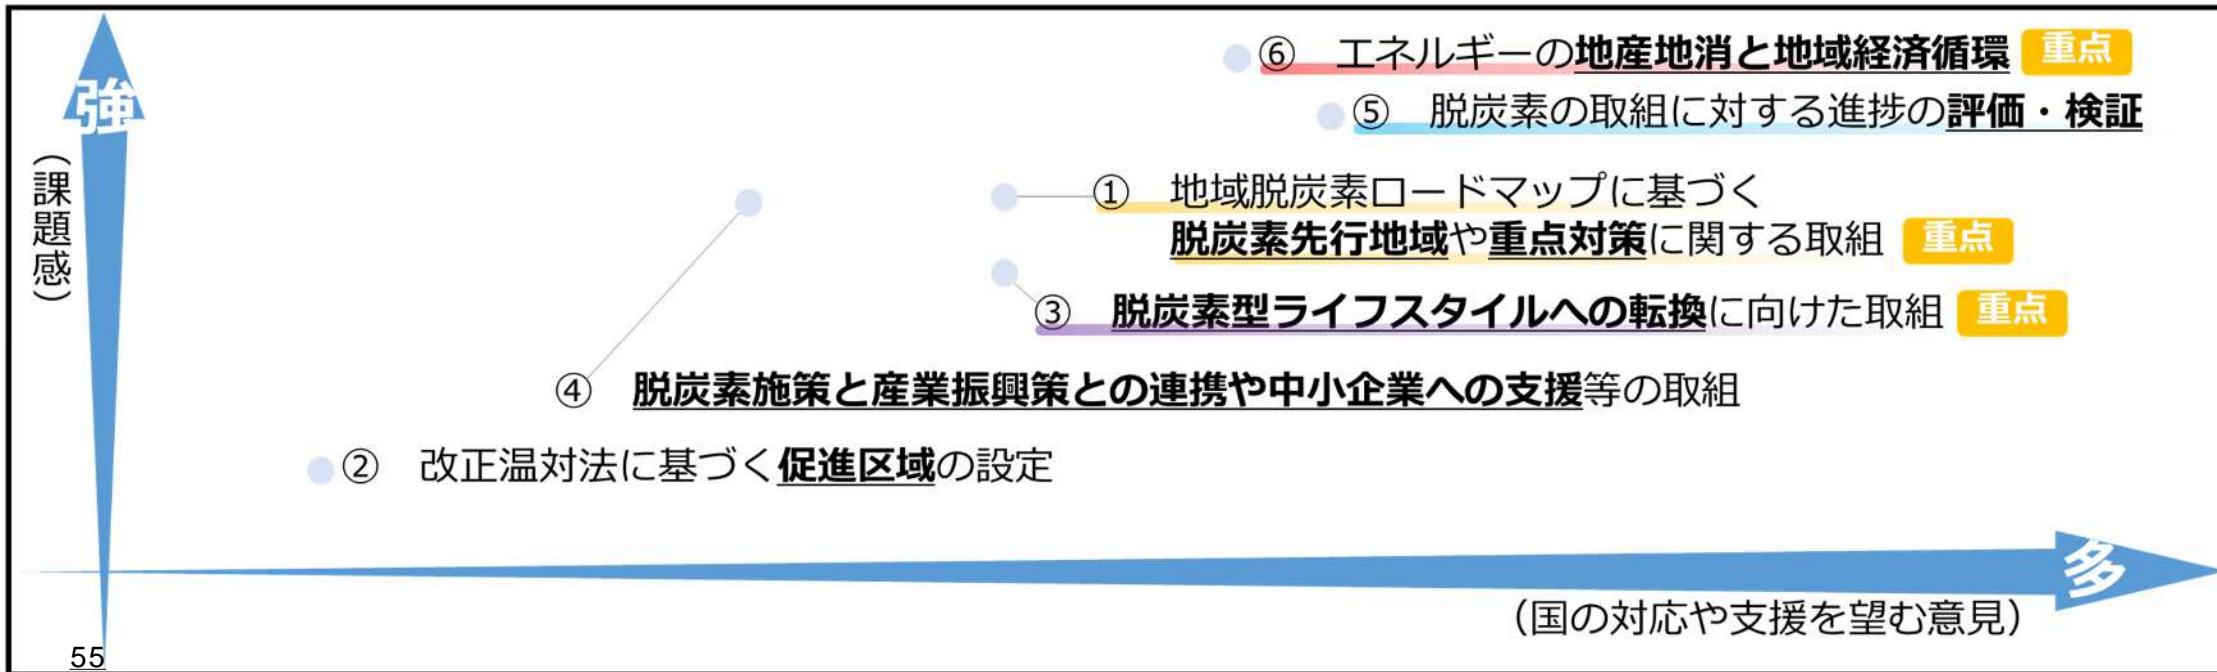 強
（課題感）
⑥ エネルギーの地産地消と地域経済循環 重点
⑤ 脱炭素の取組に対する進捗の評価・検証
① 地域脱炭素ロードマップに基づく
脱炭素先行地域や重点対策に関する取組 重点
③ 脱炭素型ライフスタイルへの転換に向けた取組 重点
④ 脱炭素施策と産業振興策との連携や中小企業への支援等の取組
② 改正温対法に基づく促進区域の設定
多
（国の対応や支援を望む意見）
55